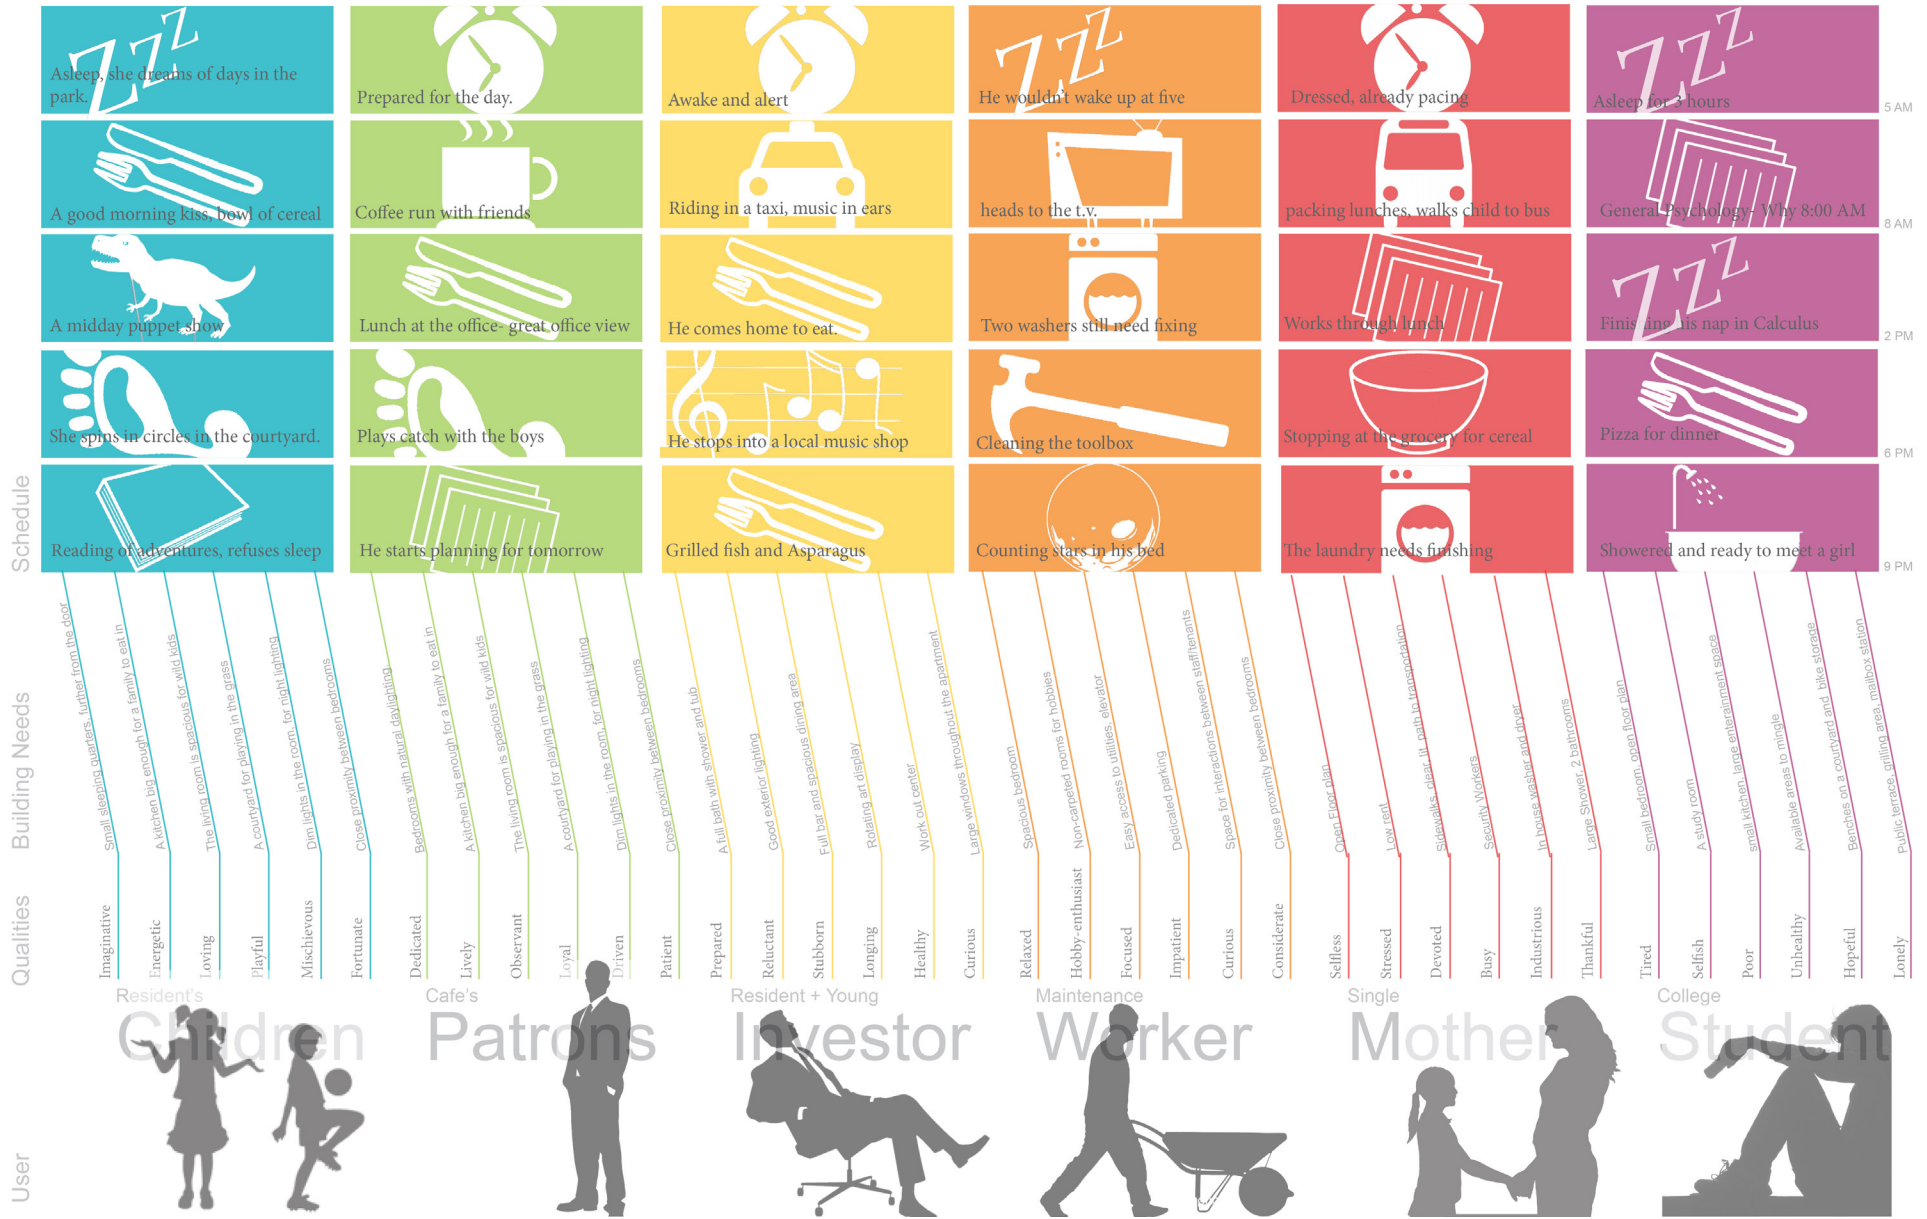 Asleep, she dreams of days in the
park.
Prepared for the day.
Awake and alert
He wouldn't wake up at five
Dressed, already pacing
Asleep for 3 hours
5 AM
A good morning kiss, bowl of cereal
Coffee run with friends
Riding in a taxi, music in ears
heads to the t.v.
packing lunches, walks child to bus
General Psychology- Why 8:00 AM
8 AM
A midday puppet show
Lunch at the office- great office view
He comes home to eat.
Two washers still need fixing
Works through lunch
Finishing his nap in Calculus
2 PM
She spins in circles in the courtyard.
Plays catch with the boys
He stops into a local music shop
Cleaning the toolbox
Stopping at the grocery for cereal
Pizza for dinner
6 PM
Schedule
Reading of adventures, refuses sleep
He starts planning for tomorrow
Grilled fish and Asparagus
Counting stars in his bed
The laundry needs finishing
Showered and ready to meet a girl
9 PM
Building Needs
Small sleeping quarters, further from the door
A kitchen big enough for a family to eat in
The living room is spacious for wild kids
A courtyard for playing in the grass
Dim lights in the room, for night lighting
Close proximity between bedrooms
Bedrooms with natural daylighting
A kitchen big enough for a family to eat in
The living room is spacious for wild kids
A courtyard for playing in the grass
Dim lights in the room, for night lighting
Close proximity between bedrooms
A full bath with shower and tub
Good exterior lighting
Full bar and spacious dining area
Rotating art display
Work out center
Large windows throughout the apartment
Spacious bedroom
Non-carpeted rooms for hobbies
Easy access to utilities, elevator
Dedicated parking
Space for interactions between staff/tenants
Close proximity between bedrooms
Open Floor plan
Low rent
Sidewalks, clear, lit, path to transportation
Security Workers
In house washer and dryer
Large Shower, 2 bathrooms
Small bedroom, open floor plan
A study room
small kitchen, large entertainment space
Available areas to mingle
Benches on a courtyard and bike storage
Public terrace, grilling area, mailbox station
Qualities
Imaginative
Energetic
Loving
Playful
Mischievous
Fortunate
Dedicated
Lively
Observant
Loyal
Driven
Patient
Prepared
Reluctant
Stubborn
Longing
Healthy
Curious
Relaxed
Hobby-enthusiast
Focused
Impatient
Curious
Considerate
Selfless
Stressed
Devoted
Busy
Industrious
Thankful
Tired
Selfish
Poor
Unhealthy
Hopeful
Lonely
User
Resident's
Children
Cafe's
Patrons
Resident + Young
Investor
Maintenance
Worker
Single
Mother
College
Student